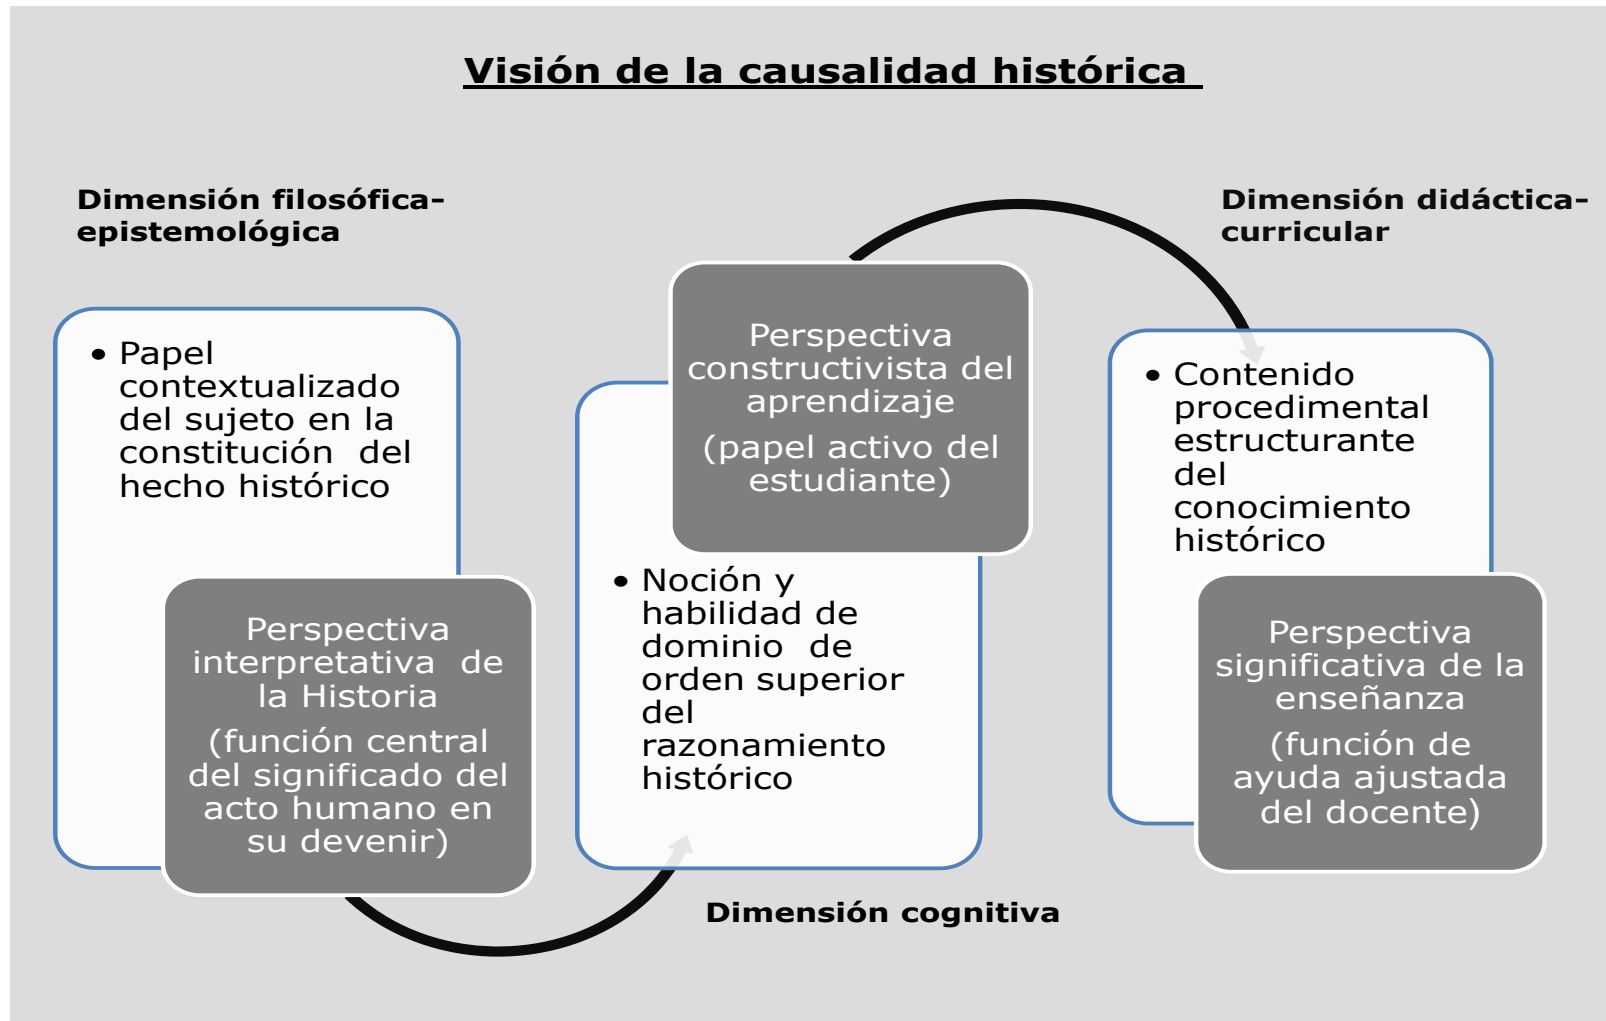 Visión de la causalidad histórica
Dimensión filosófica-
epistemológica
• Papel
contextualizado
del sujeto en la
constitución del
hecho histórico
Perspectiva
interpretativa de
la Historia
(función central
del significado del
acto humano en
su devenir)
Perspectiva
constructivista del
aprendizaje
(papel activo del
estudiante)
• Noción y
habilidad de
dominio de
orden superior
del
razonamiento
histórico
Dimensión cognitiva
Dimensión didáctica-
curricular
• Contenido
procedimental
estructurante
del
conocimiento
histórico
Perspectiva
significativa de la
enseñanza
(función de
ayuda ajustada
del docente)